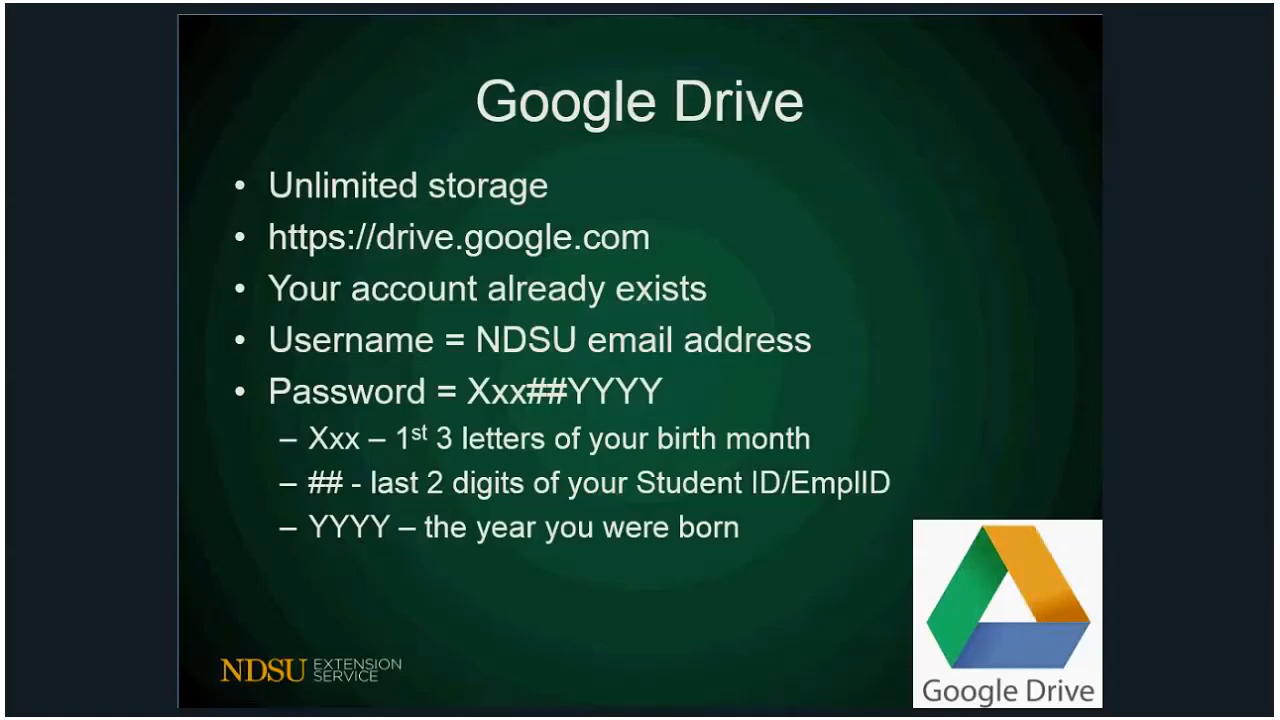 Google Drive
• Unlimited storage
• https://drive.google.com
• Your account already exists
• Username = NDSU email address
• Password = Xxx##YYYY
– Xxx – 1st 3 letters of your birth month
– ## - last 2 digits of your Student ID/EmplID
– YYYY – the year you were born
NDSU EXTENSION
SERVICE
Google Drive